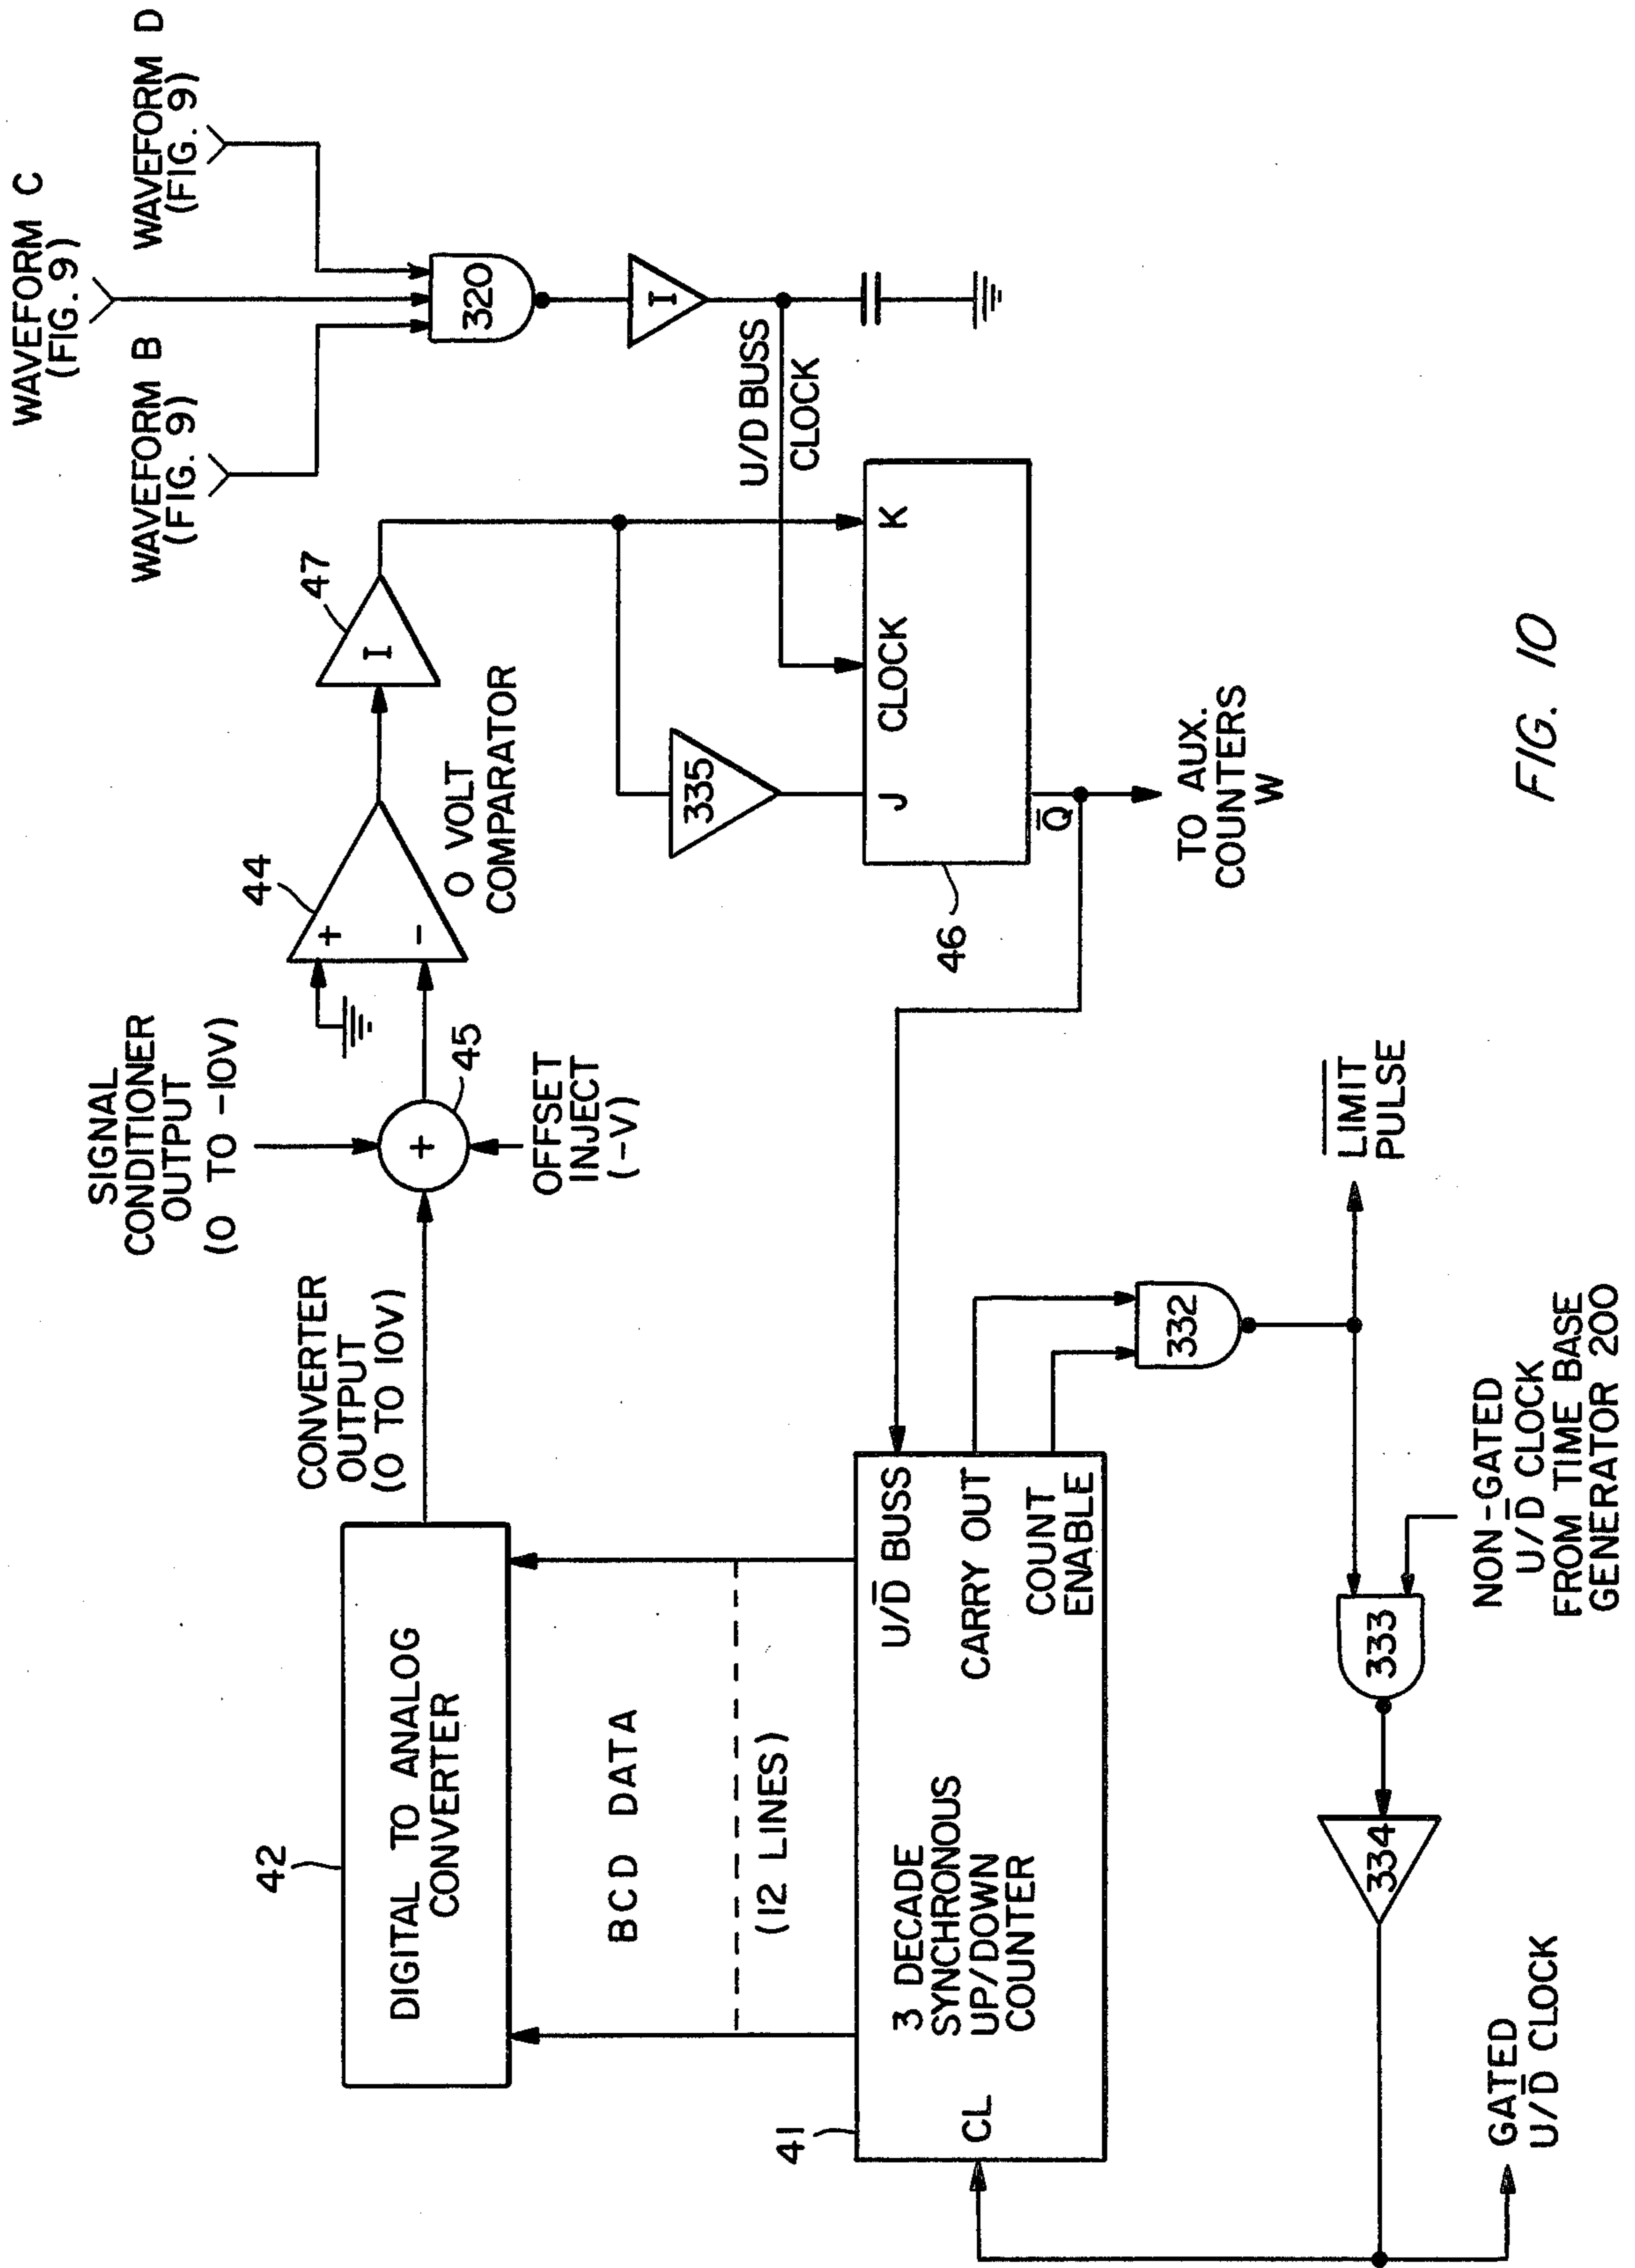 WAVEFORM C
(FIG. 9)
WAVEFORM B
(FIG. 9)
WAVEFORM D
(FIG. 9)
320
I
U/D BUSS
CLOCK
47
I
44
+
-
0 VOLT
COMPARATOR
SIGNAL
CONDITIONER
OUTPUT
(0 TO -10V)
+
45
OFFSET
INJECT
(-V)
CONVERTER
OUTPUT
(0 TO 10V)
335
J
CLOCK
K
Q̅
46
TO AUX.
COUNTERS
W
42
DIGITAL TO ANALOG
CONVERTER
BCD DATA
(12 LINES)
41
CL
3 DECADE
SYNCHRONOUS
UP/DOWN
COUNTER
U/D̅ BUSS
CARRY OUT
COUNT
ENABLE
332
L̅I̅M̅I̅T̅
PULSE
333
NON-GATED
U/D̅ CLOCK
FROM TIME BASE
GENERATOR 200
334
GATED
U/D̅ CLOCK
FIG. 10